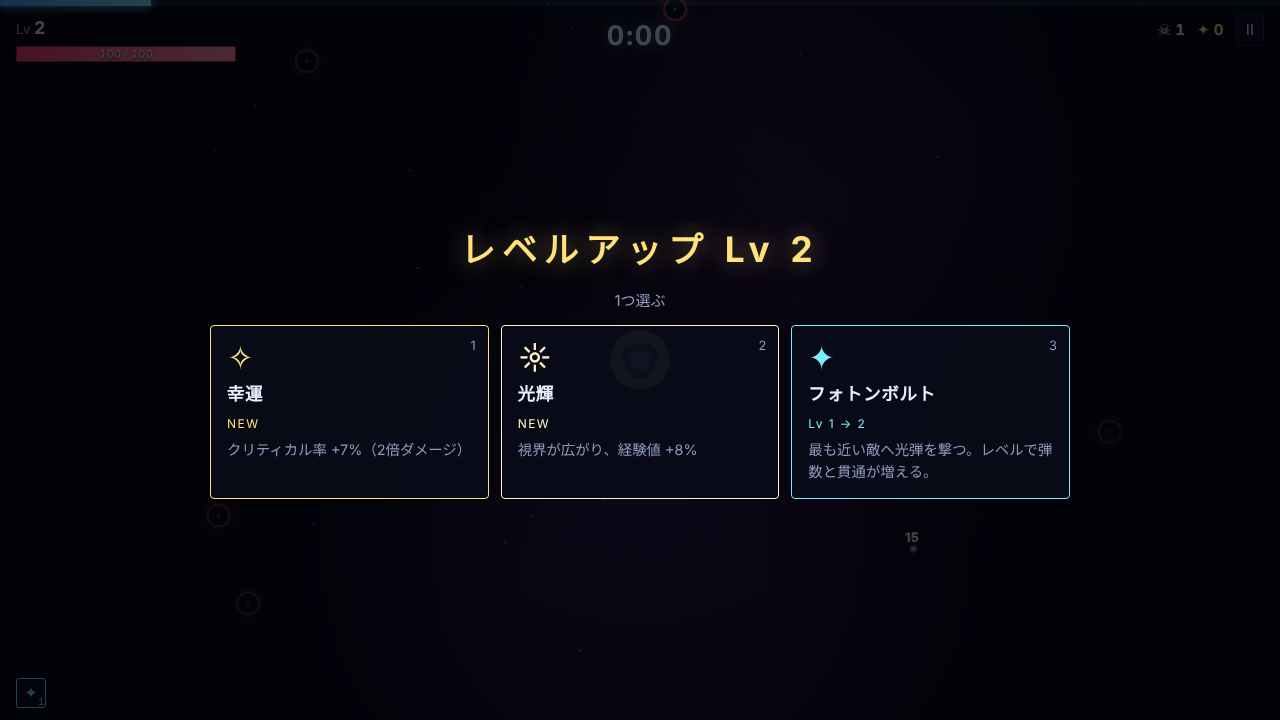 Lv 2
100 / 100
0:00
1
0
レベルアップ Lv 2
1つ選ぶ
1
幸運
NEW
クリティカル率 +7%（2倍ダメージ）
2
光輝
NEW
視界が広がり、経験値 +8%
3
フォトンボルト
Lv 1 → 2
最も近い敵へ光弾を撃つ。レベルで弾
数と貫通が増える。
15
1